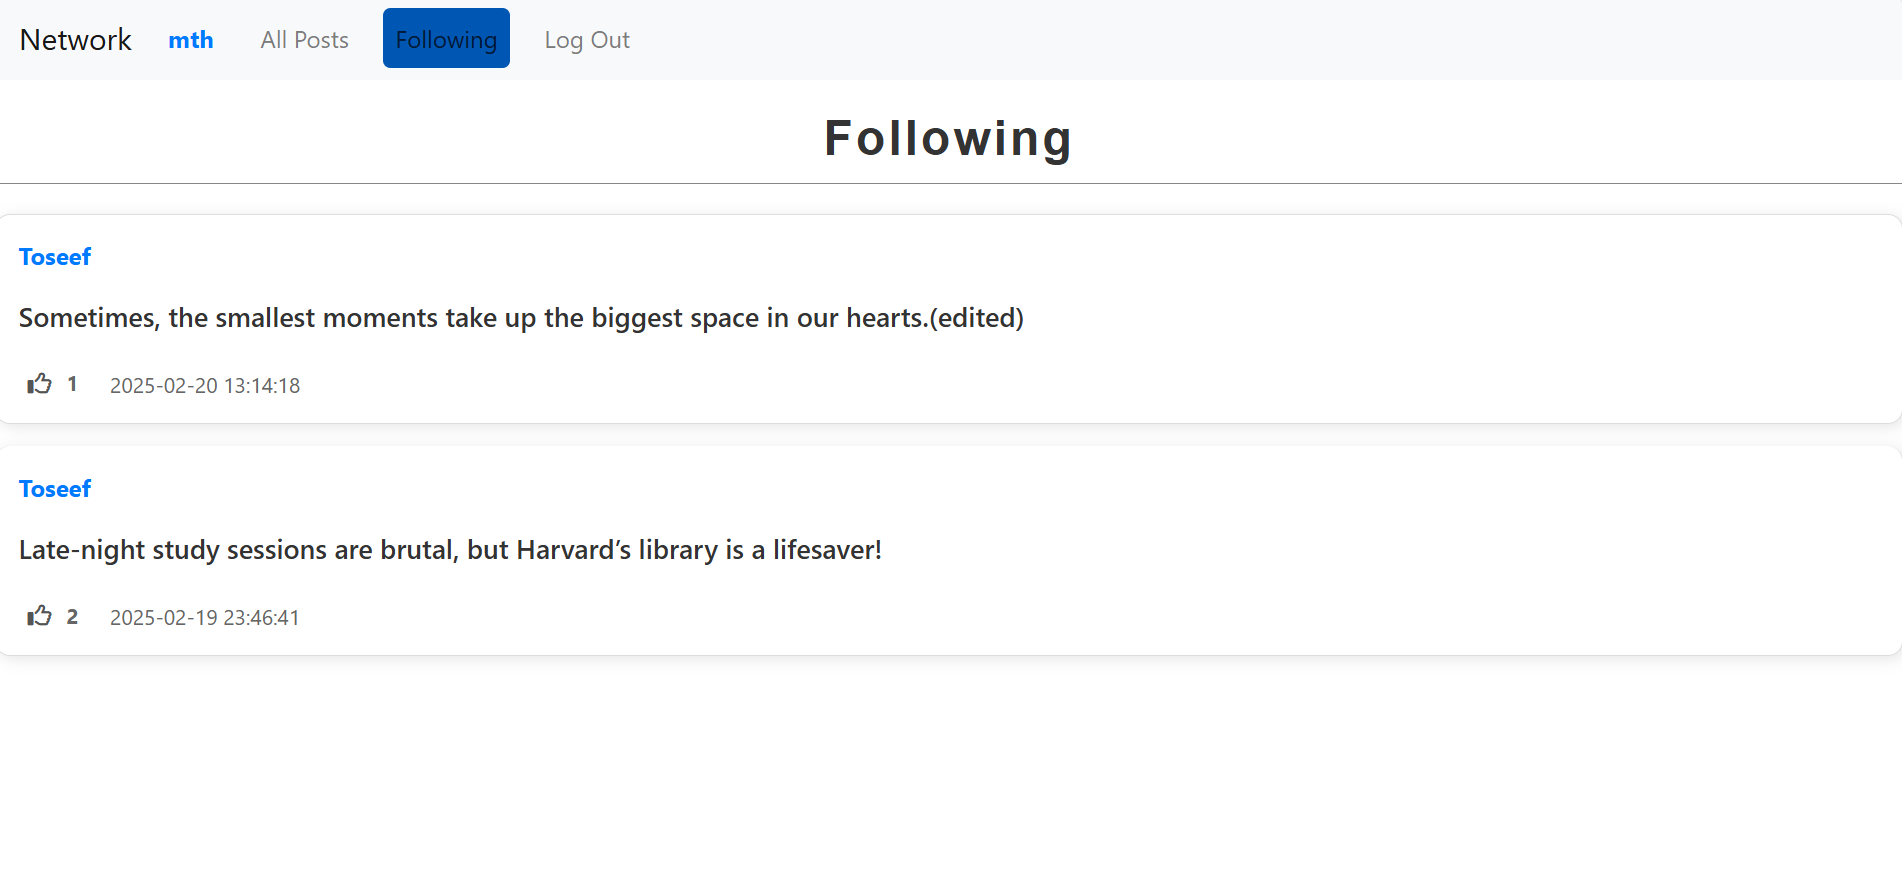 Network mth All Posts Following Log Out
Following
Toseef
Sometimes, the smallest moments take up the biggest space in our hearts.(edited)
1 2025-02-20 13:14:18
Toseef
Late-night study sessions are brutal, but Harvard’s library is a lifesaver!
2 2025-02-19 23:46:41